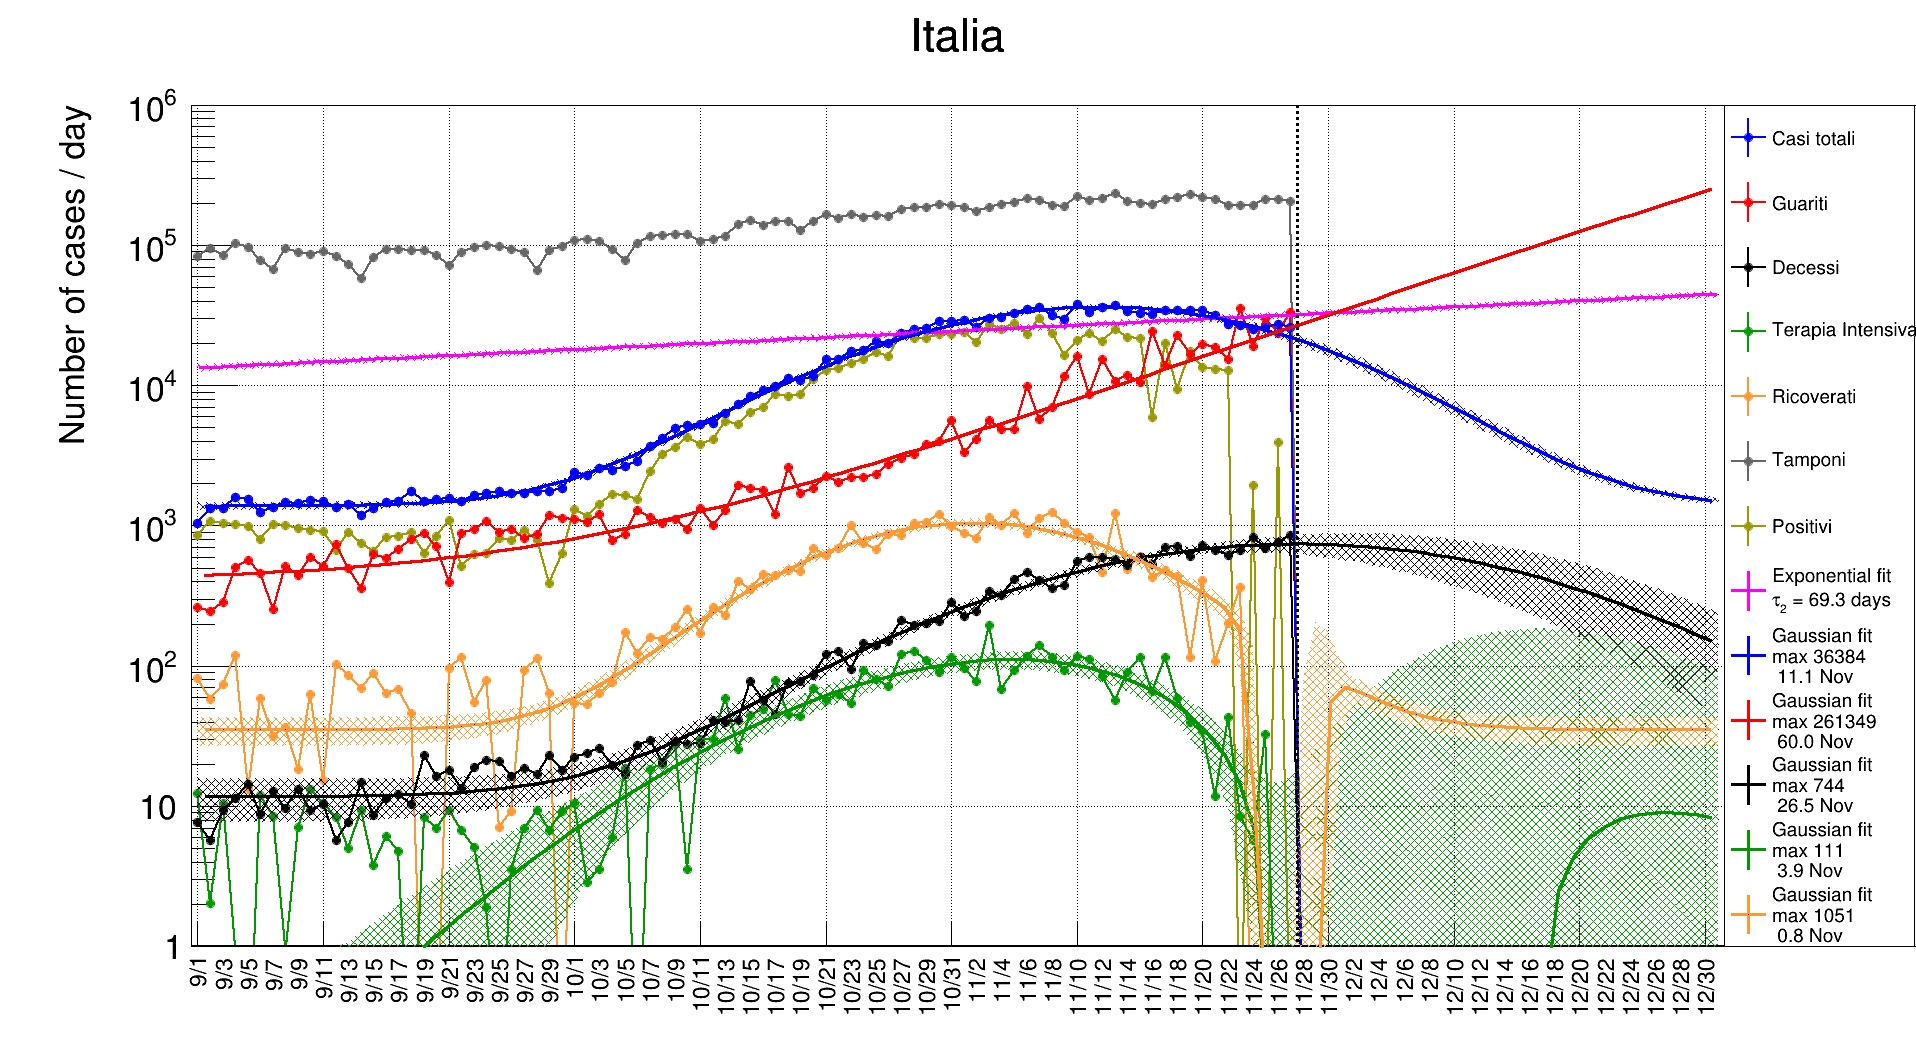 Italia
Number of cases / day
10^6
10^5
10^4
10^3
10^2
10
1
9/1 9/3 9/5 9/7 9/9 9/11 9/13 9/15 9/17 9/19 9/21 9/23 9/25 9/27 9/29 10/1 10/3 10/5 10/7 10/9 10/11 10/13 10/15 10/17 10/19 10/21 10/23 10/25 10/27 10/29 10/31 11/2 11/4 11/6 11/8 11/10 11/12 11/14 11/16 11/18 11/20 11/22 11/24 11/26 11/28 11/30 12/2 12/4 12/6 12/8 12/10 12/12 12/14 12/16 12/18 12/20 12/22 12/24 12/26 12/28 12/30
Casi totali
Guariti
Decessi
Terapia Intensiva
Ricoverati
Tamponi
Positivi
Exponential fit
τ2 = 69.3 days
Gaussian fit
max 36384
11.1 Nov
Gaussian fit
max 261349
60.0 Nov
Gaussian fit
max 744
26.5 Nov
Gaussian fit
max 111
3.9 Nov
Gaussian fit
max 1051
0.8 Nov